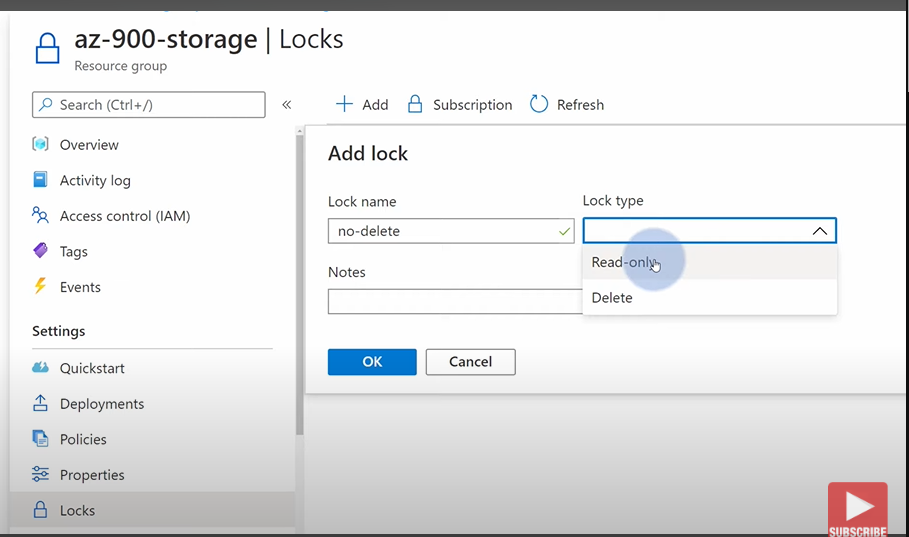 az-900-storage | Locks
Resource group
Search (Ctrl+/)
«
Add
Subscription
Refresh
Overview
Activity log
Access control (IAM)
Tags
Events
Settings
Quickstart
Deployments
Policies
Properties
Locks
Add lock
Lock name
Lock type
no-delete
Read-only
Delete
Notes
OK
Cancel
SUBSCRIBE